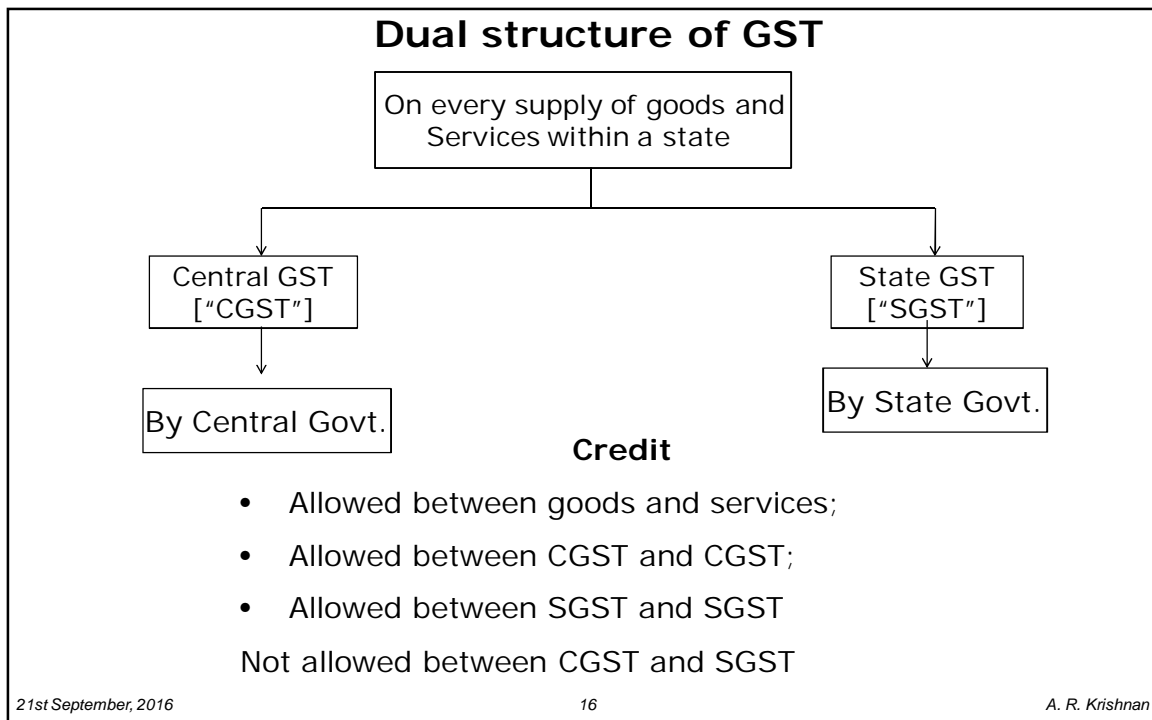 Dual structure of GST
On every supply of goods and
Services within a state
Central GST
["CGST"]
State GST
["SGST"]
By Central Govt.
By State Govt.
Credit
• Allowed between goods and services;
• Allowed between CGST and CGST;
• Allowed between SGST and SGST
Not allowed between CGST and SGST
21st September, 2016
16
A. R. Krishnan